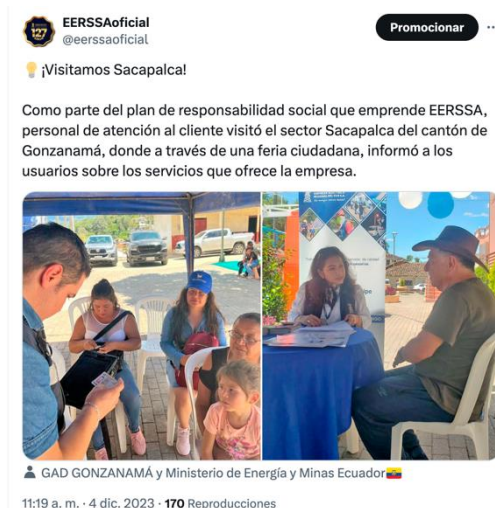 EERSSAoficial
@eerssaoficial
Promocionar
¡Visitamos Sacapalca!
Como parte del plan de responsabilidad social que emprende EERSSA,
personal de atención al cliente visitó el sector Sacapalca del cantón de
Gonzanamá, donde a través de una feria ciudadana, informó a los
usuarios sobre los servicios que ofrece la empresa.
GAD GONZANAMÁ y Ministerio de Energía y Minas Ecuador
11:19 a. m. · 4 dic. 2023 · 170 Reproducciones